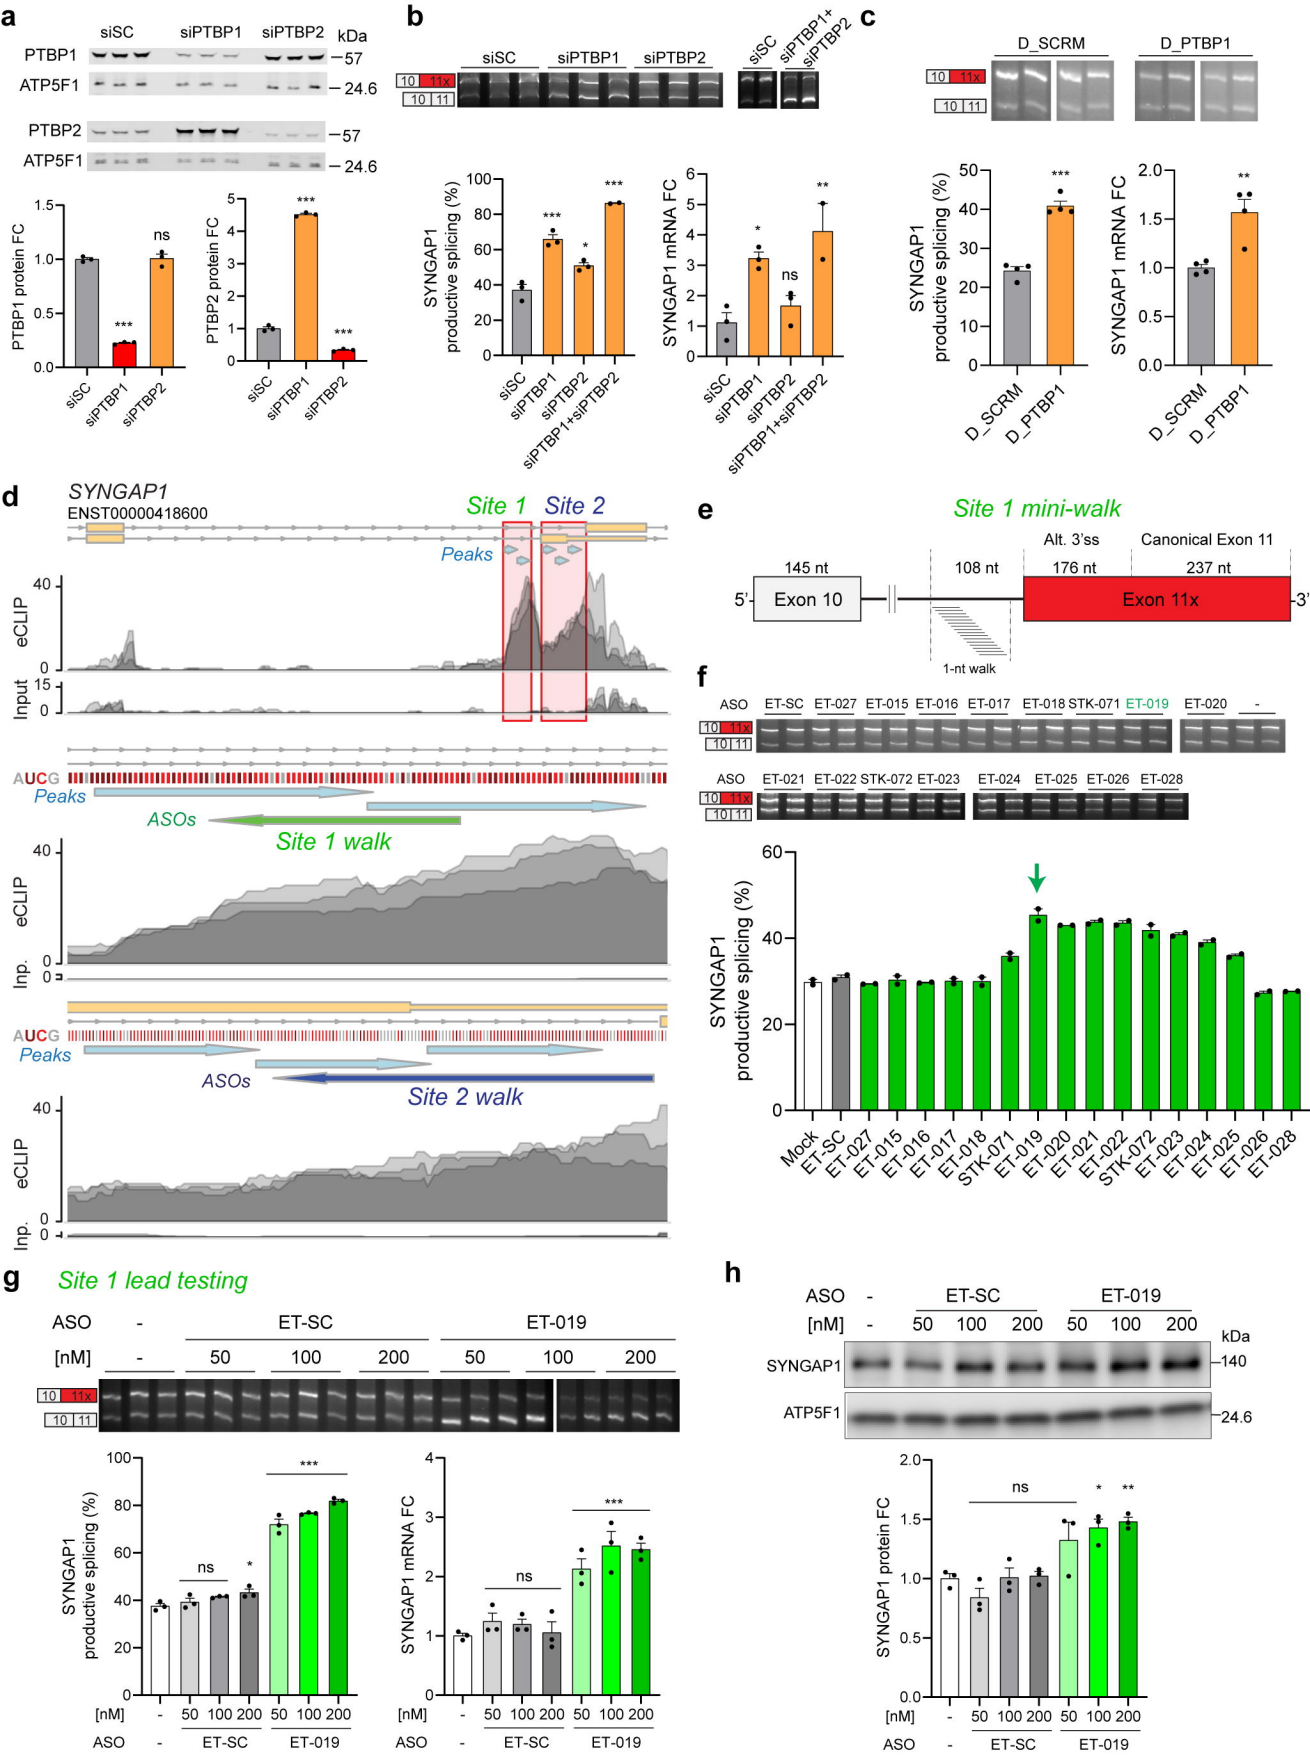 a
siSC siPTBP1 siPTBP2 kDa
PTBP1 57
ATP5F1 24.6
PTBP2 57
ATP5F1 24.6
PTBP1 protein FC
1.5
1.0
0.5
0.0
*** ns
siSC siPTBP1 siPTBP2
PTBP2 protein FC
5
4
3
2
1
0
*** ***
siSC siPTBP1 siPTBP2
b
siSC siPTBP1 siPTBP2 siSC siPTBP1+ siPTBP2
10 11x
10 11
SYNGAP1
productive splicing (%)
100
80
60
40
20
0
*** * ***
siSC siPTBP1 siPTBP2 siPTBP1+siPTBP2
SYNGAP1 mRNA FC
6
5
4
3
2
1
0
* ns **
siSC siPTBP1 siPTBP2 siPTBP1+siPTBP2
c
D_SCRM D_PTBP1
10 11x
10 11
SYNGAP1
productive splicing (%)
50
40
30
20
10
0
***
D_SCRM D_PTBP1
SYNGAP1 mRNA FC
2.0
1.5
1.0
0.5
0.0
**
D_SCRM D_PTBP1
d
SYNGAP1
ENST00000418600
Site 1 Site 2
Peaks
eCLIP
40
0
Input
15
0
AUCG
Peaks
ASOs
Site 1 walk
eCLIP
40
0
Inp.
0
AUCG
Peaks
ASOs
Site 2 walk
eCLIP
40
0
Inp.
0
e
Site 1 mini-walk
Alt. 3'ss Canonical Exon 11
145 nt 108 nt 176 nt 237 nt
5'- Exon 10 Exon 11x -3'
1-nt walk
f
ASO ET-SC ET-027 ET-015 ET-016 ET-017 ET-018 STK-071 ET-019 ET-020 -
10 11x
10 11
ASO ET-021 ET-022 STK-072 ET-023 ET-024 ET-025 ET-026 ET-028
10 11x
10 11
SYNGAP1
productive splicing (%)
60
40
20
0
Mock ET-SC ET-027 ET-015 ET-016 ET-017 ET-018 STK-071 ET-019 ET-020 ET-021 ET-022 STK-072 ET-023 ET-024 ET-025 ET-026 ET-028
g
Site 1 lead testing
ASO - ET-SC ET-019
[nM] - 50 100 200 50 100 200
10 11x
10 11
SYNGAP1
productive splicing (%)
100
80
60
40
20
0
ns * ***
[nM] - 50 100 200 50 100 200
ASO - ET-SC ET-019
SYNGAP1 mRNA FC
4
3
2
1
0
ns ***
[nM] - 50 100 200 50 100 200
ASO - ET-SC ET-019
h
ASO - ET-SC ET-019
[nM] - 50 100 200 50 100 200
kDa
SYNGAP1 140
ATP5F1 24.6
SYNGAP1 protein FC
2.0
1.5
1.0
0.5
0.0
ns * **
[nM] - 50 100 200 50 100 200
ASO - ET-SC ET-019